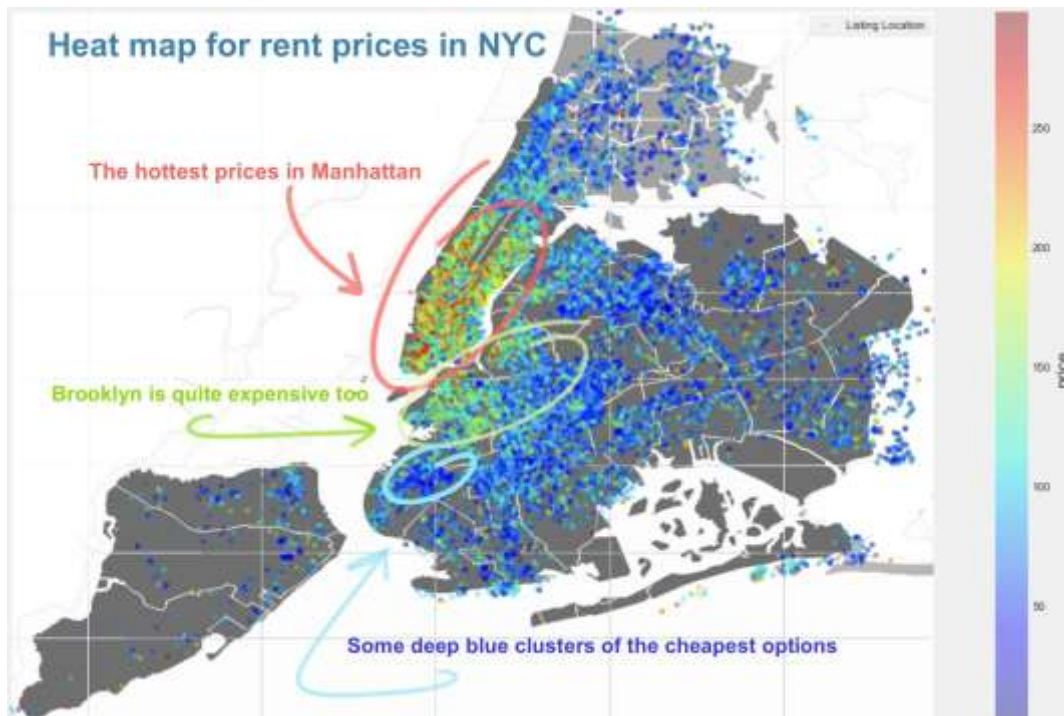 Heat map for rent prices in NYC
Listing Location
The hottest prices in Manhattan
Brooklyn is quite expensive too
Some deep blue clusters of the cheapest options
250
200
150
100
50
price